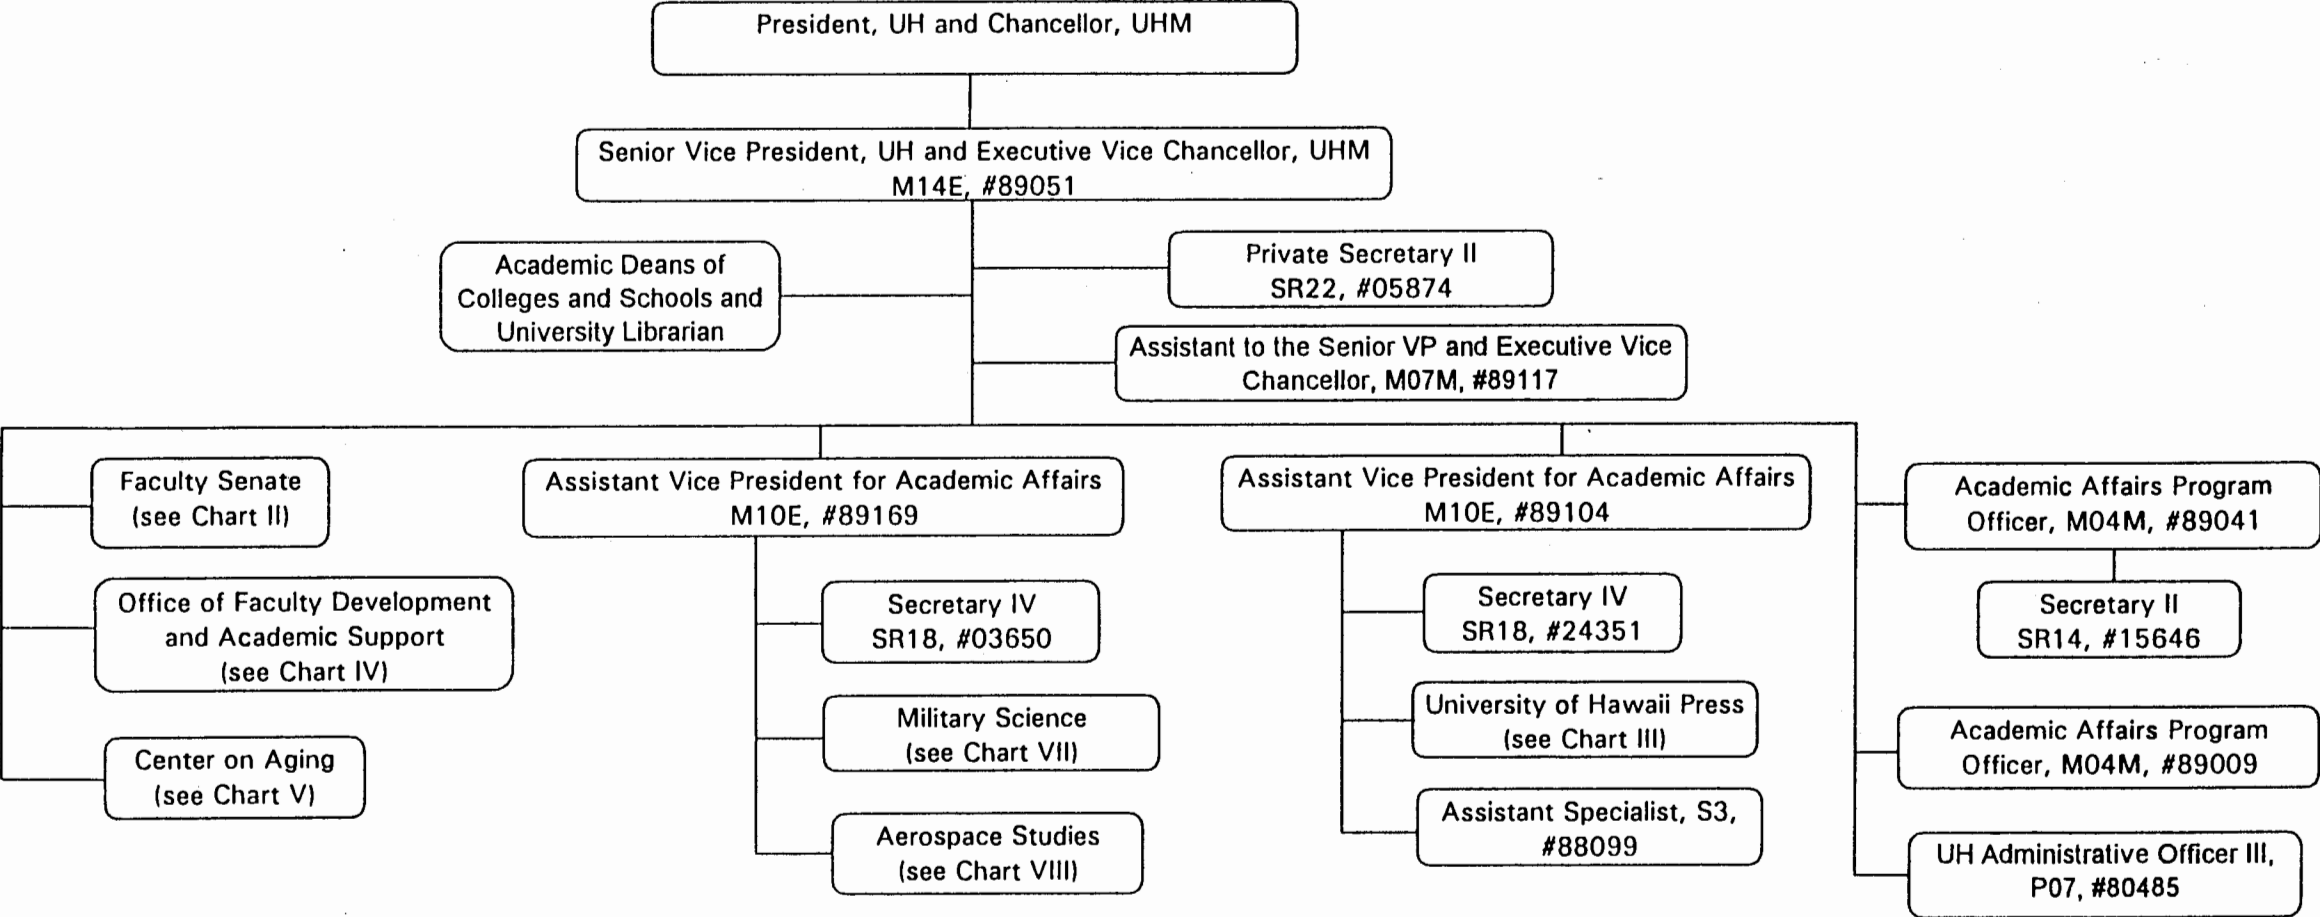 President, UH and Chancellor, UHM
Senior Vice President, UH and Executive Vice Chancellor, UHM
M14E, #89051
Academic Deans of
Colleges and Schools and
University Librarian
Private Secretary II
SR22, #05874
Assistant to the Senior VP and Executive Vice
Chancellor, M07M, #89117
Faculty Senate
(see Chart II)
Office of Faculty Development
and Academic Support
(see Chart IV)
Center on Aging
(see Chart V)
Assistant Vice President for Academic Affairs
M10E, #89169
Secretary IV
SR18, #03650
Military Science
(see Chart VII)
Aerospace Studies
(see Chart VIII)
Assistant Vice President for Academic Affairs
M10E, #89104
Secretary IV
SR18, #24351
University of Hawaii Press
(see Chart III)
Assistant Specialist, S3,
#88099
Academic Affairs Program
Officer, M04M, #89041
Secretary II
SR14, #15646
Academic Affairs Program
Officer, M04M, #89009
UH Administrative Officer III,
P07, #80485